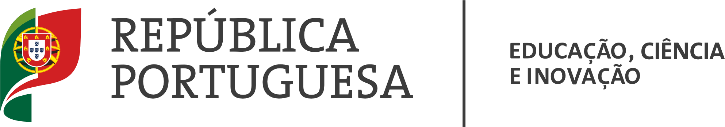 REPÚBLICA
PORTUGUESA
EDUCAÇÃO, CIÊNCIA
E INOVAÇÃO